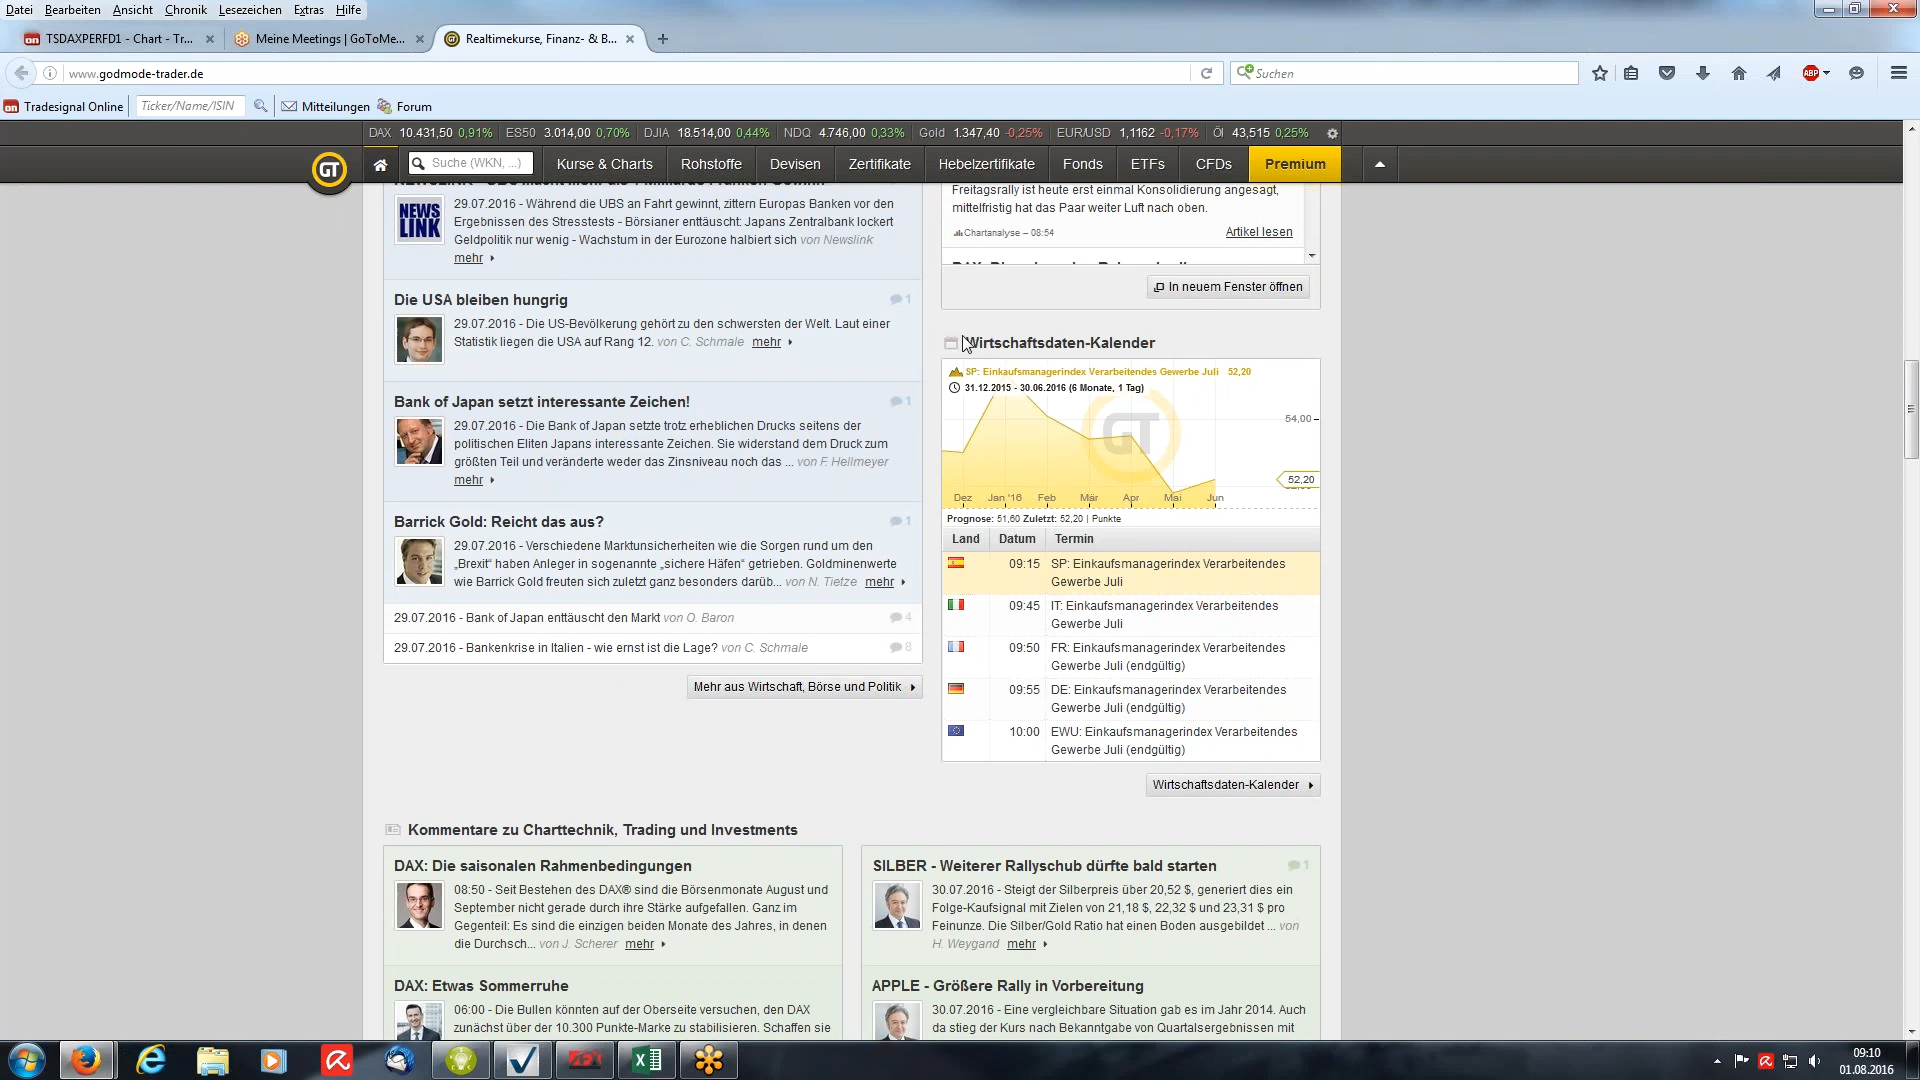 Datei Bearbeiten Ansicht Chronik Lesezeichen Extras Hilfe
TSDAXPERFD1 - Chart - Tr... Meine Meetings | GoToMe... Realtimekurse, Finanz- & B...
www.godmode-trader.de Suchen ABP
on Tradesignal Online Ticker/Name/ISIN Mitteilungen Forum
DAX 10.431,50 0,91% ES50 3.014,00 0,70% DJIA 18.514,00 0,44% NDQ 4.746,00 0,33% Gold 1.347,40 -0,25% EUR/USD 1,1162 -0,17% Öl 43,515 0,25%
GT Suche (WKN, ...) Kurse & Charts Rohstoffe Devisen Zertifikate Hebelzertifikate Fonds ETFs CFDs Premium
NEWS LINK
29.07.2016 - Während die UBS an Fahrt gewinnt, zittern Europas Banken vor den
Ergebnissen des Stresstests - Börsianer enttäuscht: Japans Zentralbank lockert
Geldpolitik nur wenig - Wachstum in der Eurozone halbiert sich von Newslink
mehr
Die USA bleiben hungrig 1
29.07.2016 - Die US-Bevölkerung gehört zu den schwersten der Welt. Laut einer
Statistik liegen die USA auf Rang 12. von C. Schmale mehr
Bank of Japan setzt interessante Zeichen! 1
29.07.2016 - Die Bank of Japan setzte trotz erheblichen Drucks seitens der
politischen Eliten Japans interessante Zeichen. Sie widerstand dem Druck zum
größten Teil und veränderte weder das Zinsniveau noch das ... von F. Hellmeyer
mehr
Barrick Gold: Reicht das aus? 1
29.07.2016 - Verschiedene Marktunsicherheiten wie die Sorgen rund um den
„Brexit“ haben Anleger in sogenannte „sichere Häfen“ getrieben. Goldminenwerte
wie Barrick Gold freuten sich zuletzt ganz besonders darüb... von N. Tietze mehr
29.07.2016 - Bank of Japan enttäuscht den Markt von O. Baron 4
29.07.2016 - Bankenkrise in Italien - wie ernst ist die Lage? von C. Schmale 8
Mehr aus Wirtschaft, Börse und Politik
Freitagsrally ist heute erst einmal Konsolidierung angesagt,
mittelfristig hat das Paar weiter Luft nach oben.
Chartanalyse – 08:54 Artikel lesen
In neuem Fenster öffnen
Wirtschaftsdaten-Kalender
SP: Einkaufsmanagerindex Verarbeitendes Gewerbe Juli 52,20
31.12.2015 - 30.06.2016 (6 Monate, 1 Tag)
GT
54,00
52,20
Dez Jan '16 Feb Mär Apr Mai Jun
Prognose: 51,60 Zuletzt: 52,20 | Punkte
Land Datum Termin
09:15 SP: Einkaufsmanagerindex Verarbeitendes
Gewerbe Juli
09:45 IT: Einkaufsmanagerindex Verarbeitendes
Gewerbe Juli
09:50 FR: Einkaufsmanagerindex Verarbeitendes
Gewerbe Juli (endgültig)
09:55 DE: Einkaufsmanagerindex Verarbeitendes
Gewerbe Juli (endgültig)
10:00 EWU: Einkaufsmanagerindex Verarbeitendes
Gewerbe Juli (endgültig)
Wirtschaftsdaten-Kalender
Kommentare zu Charttechnik, Trading und Investments
DAX: Die saisonalen Rahmenbedingungen
08:50 - Seit Bestehen des DAX® sind die Börsenmonate August und
September nicht gerade durch ihre Stärke aufgefallen. Ganz im
Gegenteil: Es sind die einzigen beiden Monate des Jahres, in denen
die Durchsch... von J. Scherer mehr
DAX: Etwas Sommerruhe
06:00 - Die Bullen könnten auf der Oberseite versuchen, den DAX
zunächst über der 10.300 Punkte-Marke zu stabilisieren. Schaffen sie
SILBER - Weiterer Rallyschub dürfte bald starten 1
30.07.2016 - Steigt der Silberpreis über 20,52 $, generiert dies ein
Folge-Kaufsignal mit Zielen von 21,18 $, 22,32 $ und 23,31 $ pro
Feinunze. Die Silber/Gold Ratio hat einen Boden ausgebildet ... von
H. Weygand mehr
APPLE - Größere Rally in Vorbereitung
30.07.2016 - Eine vergleichbare Situation gab es im Jahr 2014. Auch
da stieg der Kurs nach Bekanntgabe von Quartalsergebnissen mit
09:10
01.08.2016